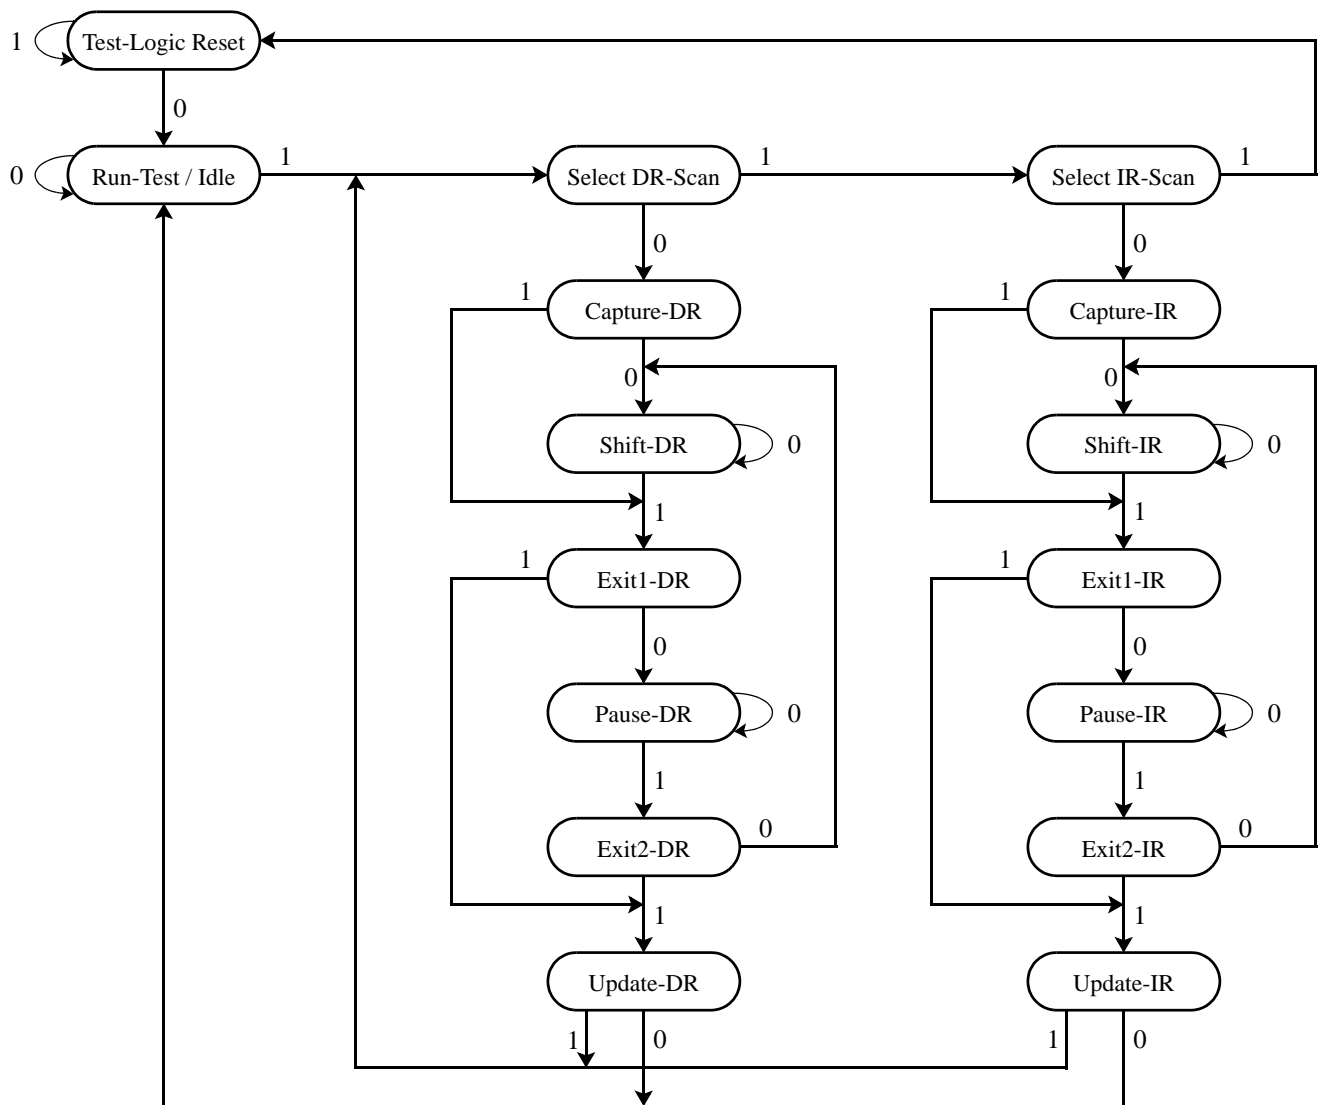 1 Test-Logic Reset
0
0 Run-Test / Idle 1 Select DR-Scan 1 Select IR-Scan 1
0 0
1 Capture-DR 1 Capture-IR
0 0
Shift-DR 0 Shift-IR 0
1 1
1 Exit1-DR 1 Exit1-IR
0 0
Pause-DR 0 Pause-IR 0
1 1
Exit2-DR 0 Exit2-IR 0
1 1
Update-DR Update-IR
1 0 1 0